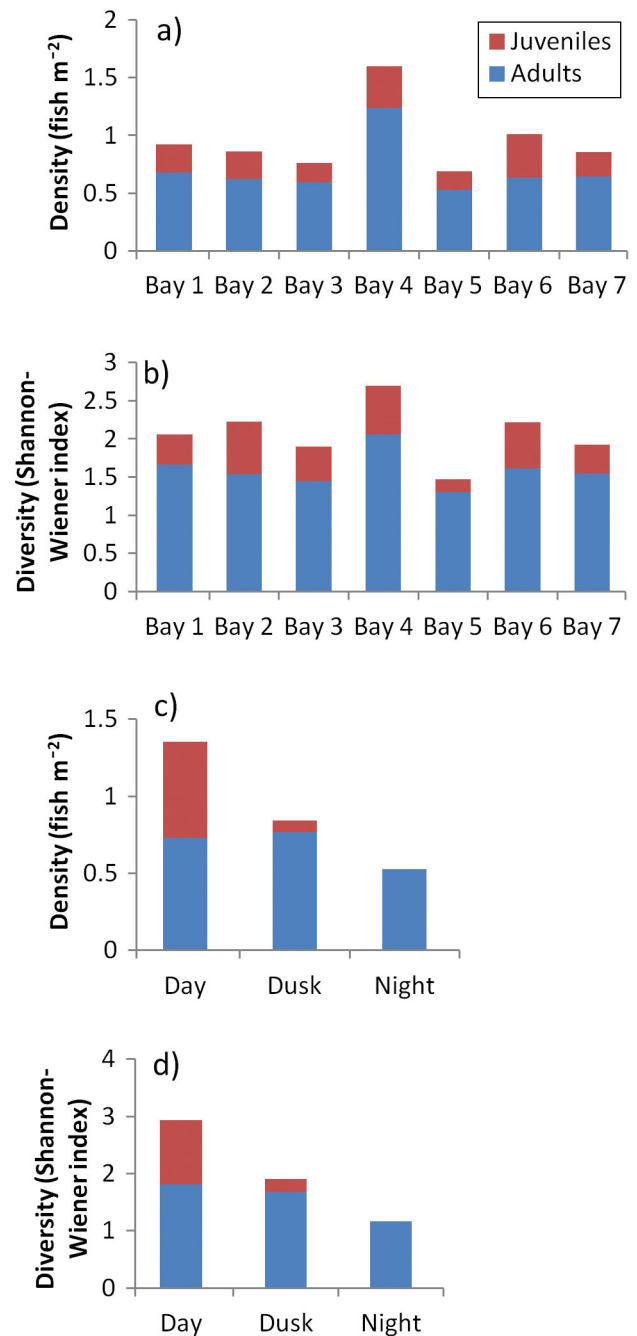 a)
Juveniles
Adults
Density (fish m⁻²)
2
1.5
1
0.5
0
Bay 1 Bay 2 Bay 3 Bay 4 Bay 5 Bay 6 Bay 7
b)
Diversity (Shannon-
Wiener index)
3
2.5
2
1.5
1
0.5
0
Bay 1 Bay 2 Bay 3 Bay 4 Bay 5 Bay 6 Bay 7
c)
Density (fish m⁻²)
1.5
1
0.5
0
Day Dusk Night
d)
Diversity (Shannon-
Wiener index)
4
3
2
1
0
Day Dusk Night